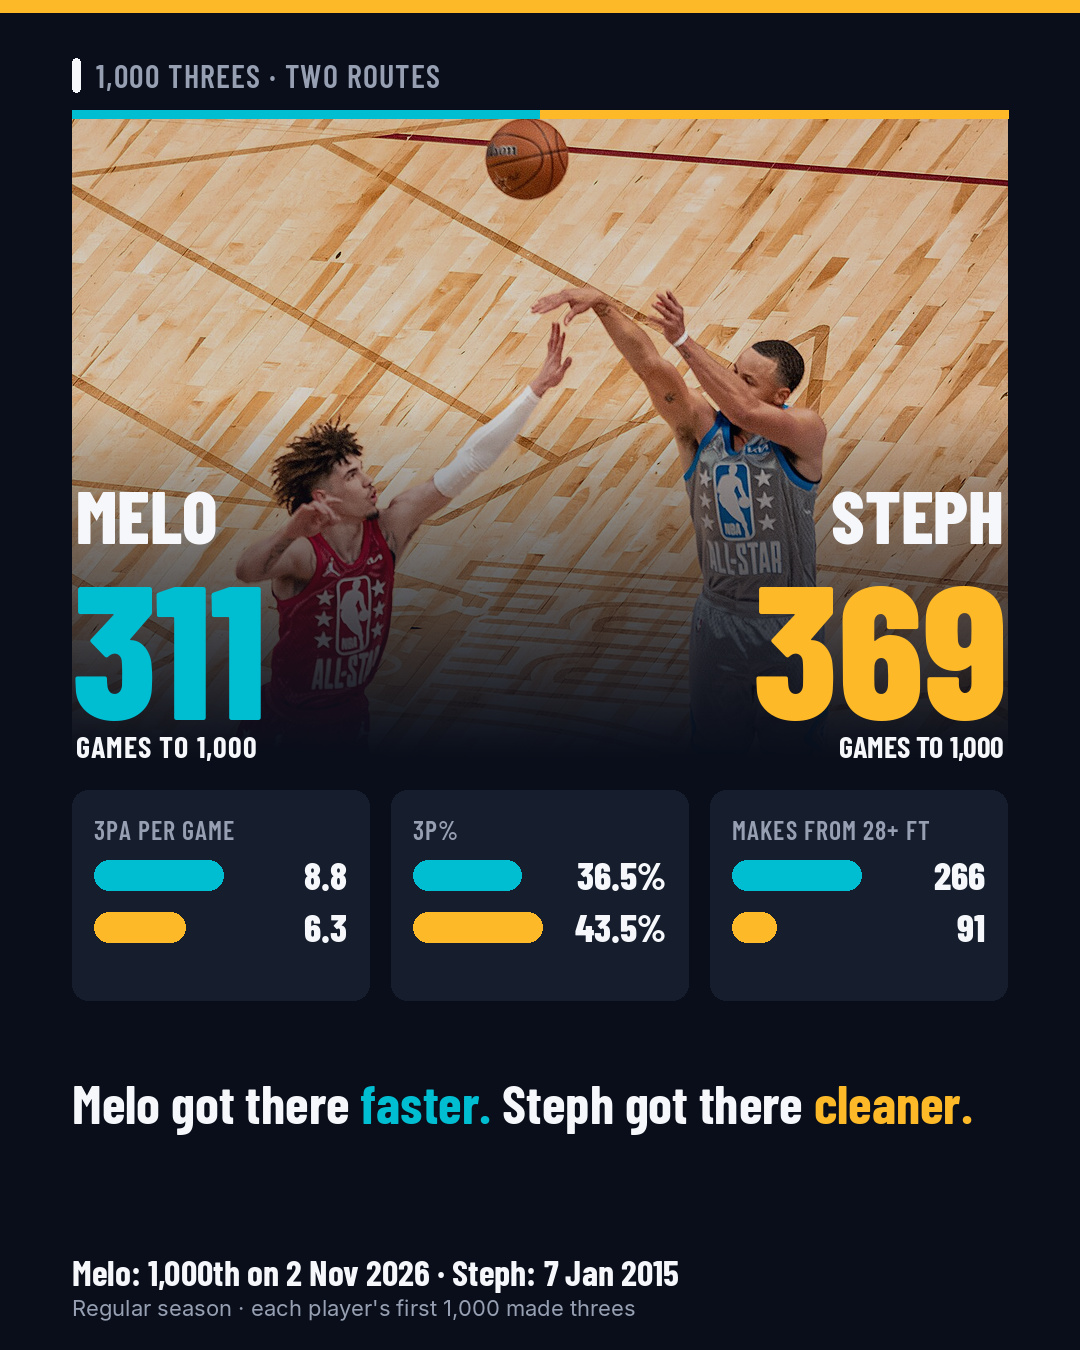 1,000 THREES · TWO ROUTES
MELO
STEPH
ALL-STAR
NBA
311
369
GAMES TO 1,000
GAMES TO 1,000
3PA PER GAME
8.8
6.3
3P%
36.5%
43.5%
MAKES FROM 28+ FT
266
91
Melo got there faster. Steph got there cleaner.
Melo: 1,000th on 2 Nov 2026 · Steph: 7 Jan 2015
Regular season · each player's first 1,000 made threes